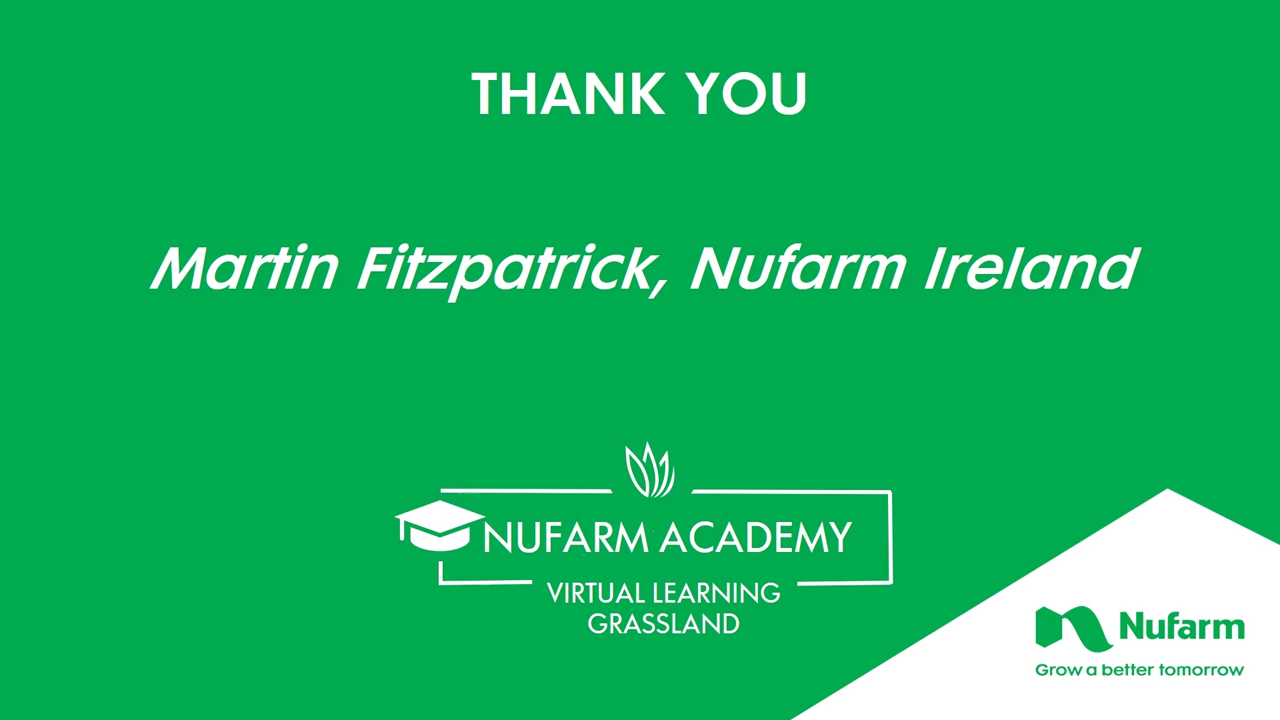 THANK YOU
Martin Fitzpatrick, Nufarm Ireland
NUFARM ACADEMY
VIRTUAL LEARNING
GRASSLAND
Nufarm
Grow a better tomorrow